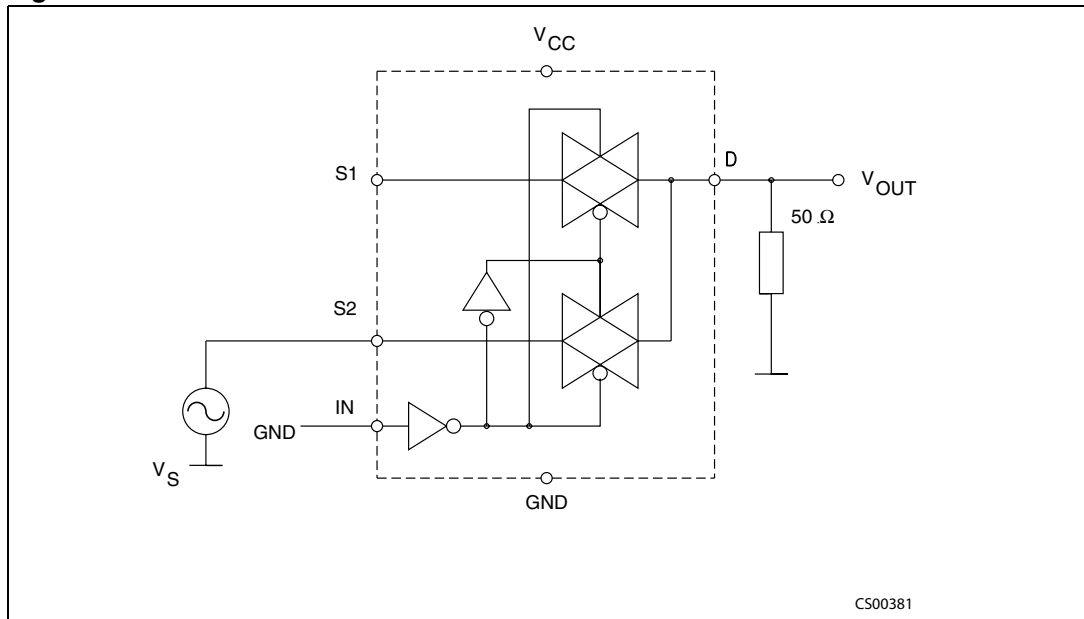 V_CC
S1
D
V_OUT
50 Ω
S2
IN
GND
V_S
GND
CS00381